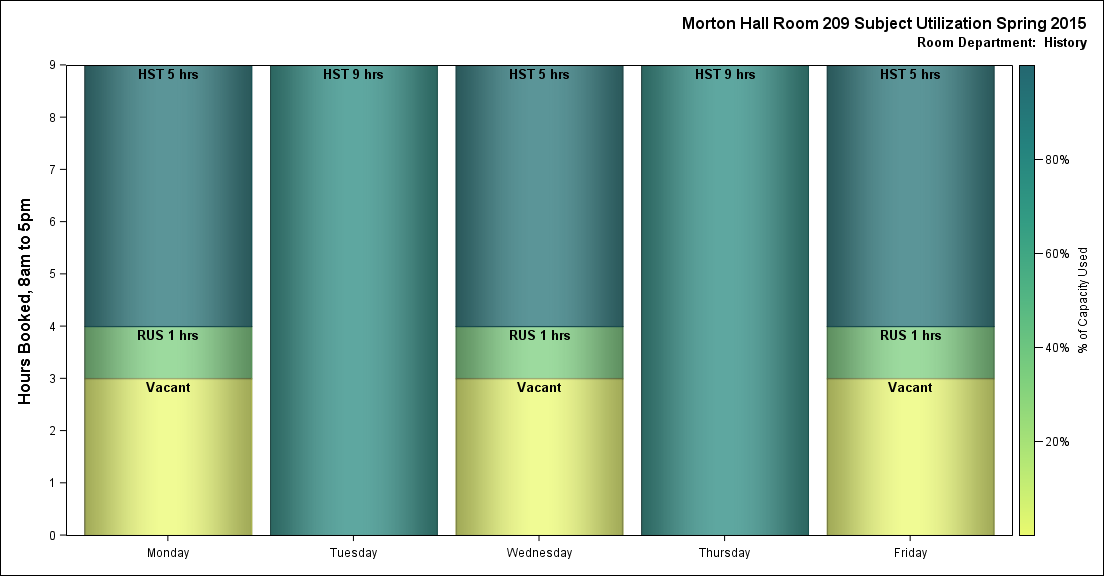 Morton Hall Room 209 Subject Utilization Spring 2015
Room Department:  History
Hours Booked, 8am to 5pm
9
8
7
6
5
4
3
2
1
0
HST 5 hrs
RUS 1 hrs
Vacant
HST 9 hrs
HST 5 hrs
RUS 1 hrs
Vacant
HST 9 hrs
HST 5 hrs
RUS 1 hrs
Vacant
Monday
Tuesday
Wednesday
Thursday
Friday
80%
60%
40%
20%
% of Capacity Used